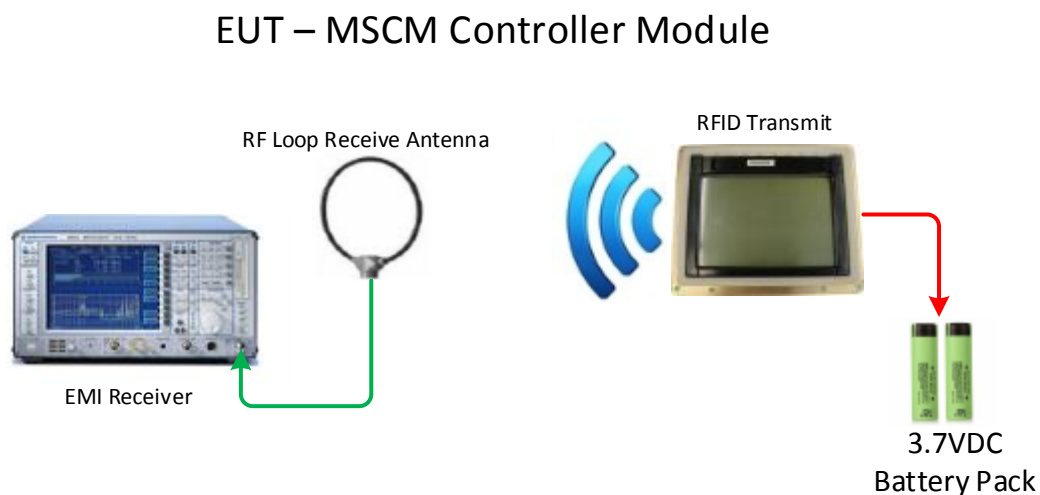 EUT – MSCM Controller Module
RF Loop Receive Antenna
RFID Transmit
EMI Receiver
3.7VDC
Battery Pack